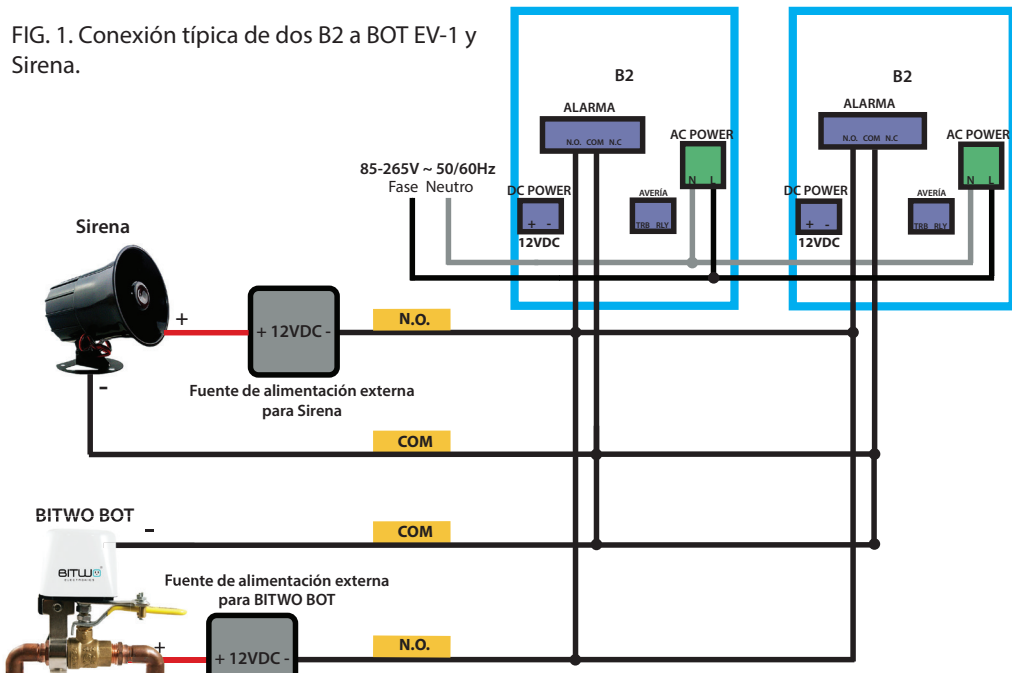 FIG. 1. Conexión típica de dos B2 a BOT EV-1 y
Sirena.
B2
ALARMA
N.O. COM N.C
AC POWER
N L
85-265V ~ 50/60Hz
Fase Neutro
DC POWER
+ -
12VDC
AVERÍA
TRB RLY
B2
ALARMA
N.O. COM N.C
AC POWER
N L
DC POWER
+ -
12VDC
AVERÍA
TRB RLY
Sirena
+
+ 12VDC -
N.O.
-
Fuente de alimentación externa
para Sirena
COM
BITWO BOT
-
COM
BITWO
ELECTRONICS
Fuente de alimentación externa
para BITWO BOT
+
+ 12VDC -
N.O.